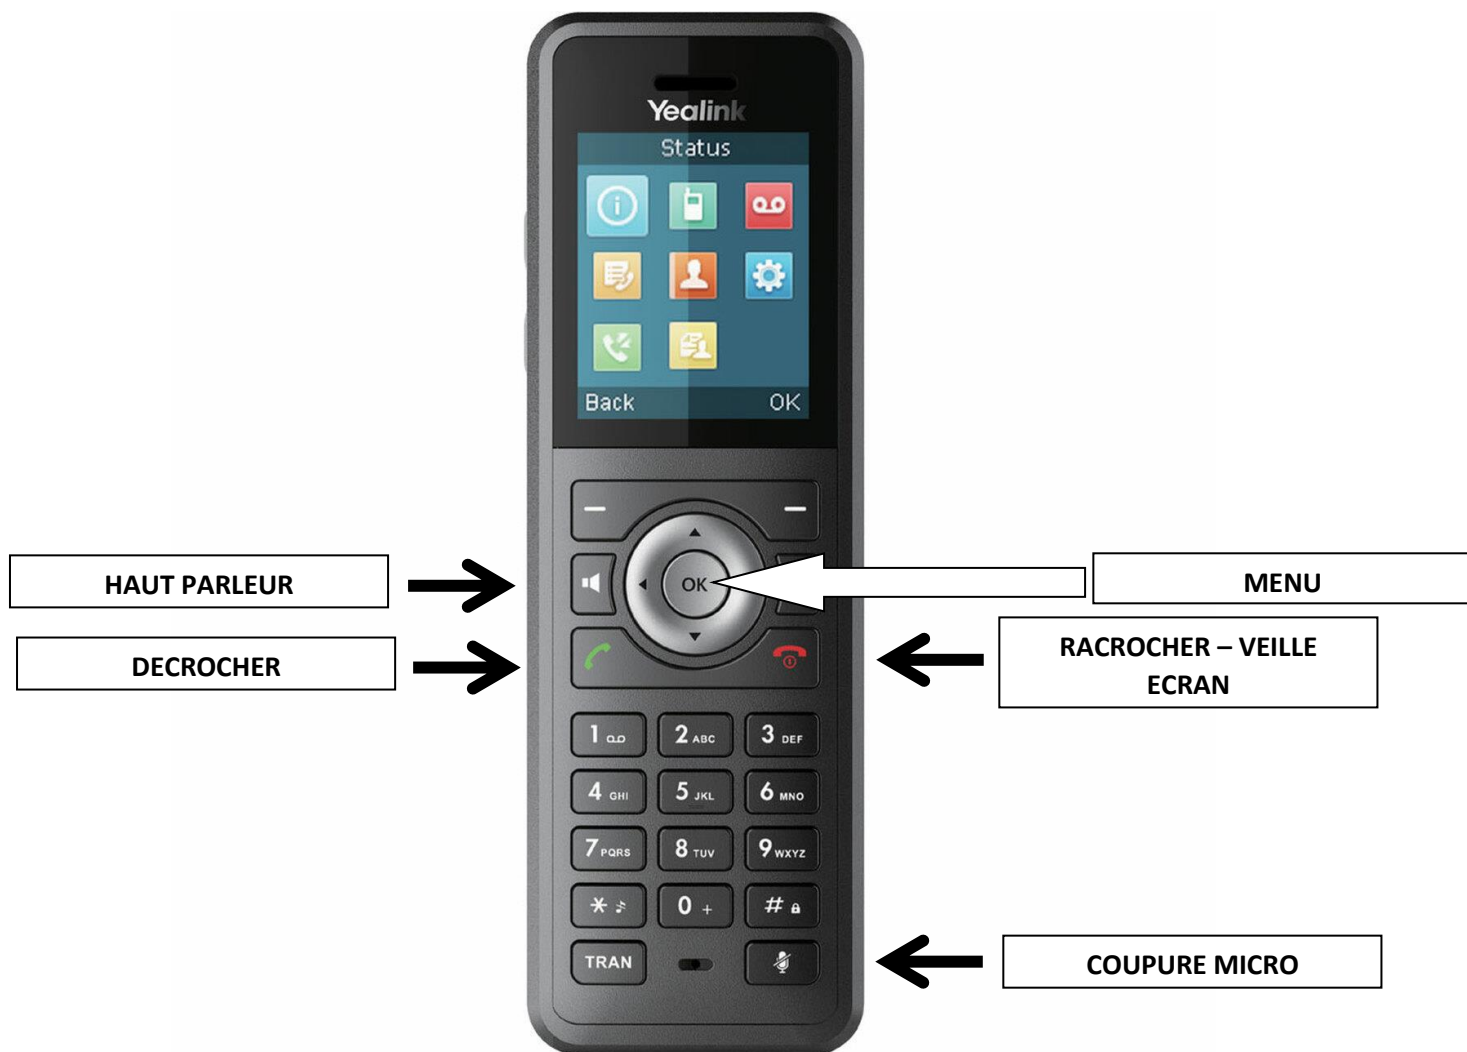 Yealink
Status
Back OK
HAUT PARLEUR
OK
MENU
DECROCHER
RACROCHER – VEILLE
ECRAN
1
2 ABC
3 DEF
4 GHI
5 JKL
6 MNO
7 PQRS
8 TUV
9 WXYZ
*
0 +
#
TRAN
COUPURE MICRO